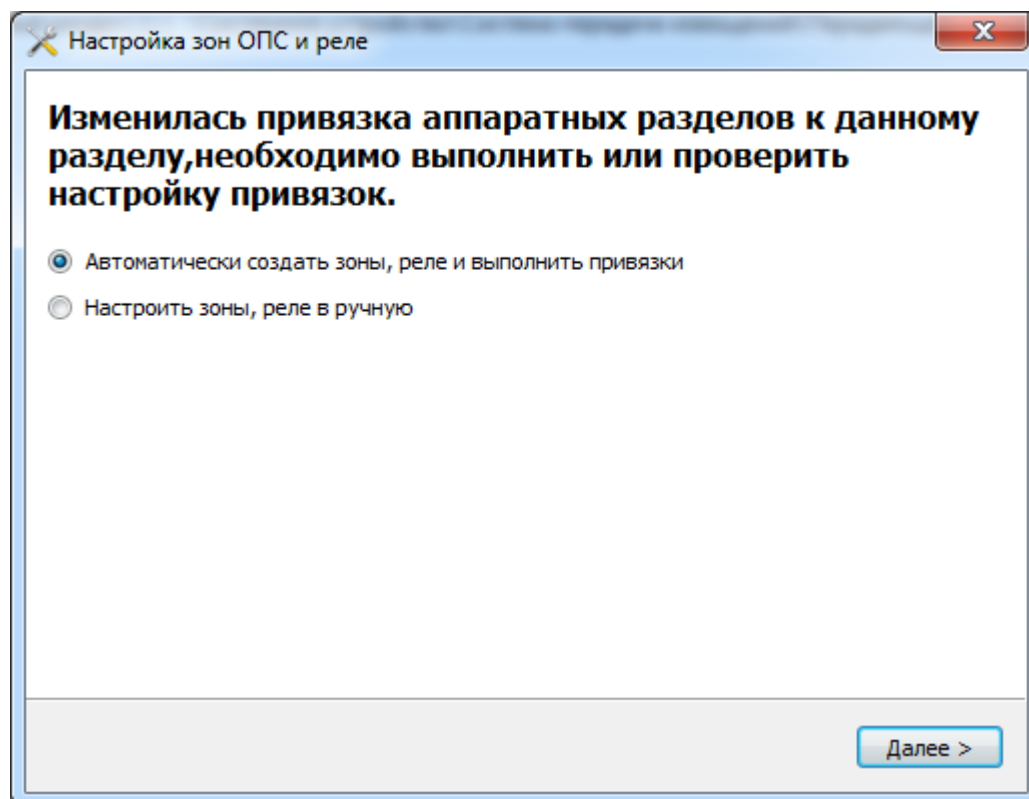 Настройка зон ОПС и реле
Изменилась привязка аппаратных разделов к данному
разделу,необходимо выполнить или проверить
настройку привязок.
Автоматически создать зоны, реле и выполнить привязки
Настроить зоны, реле в ручную
Далее >